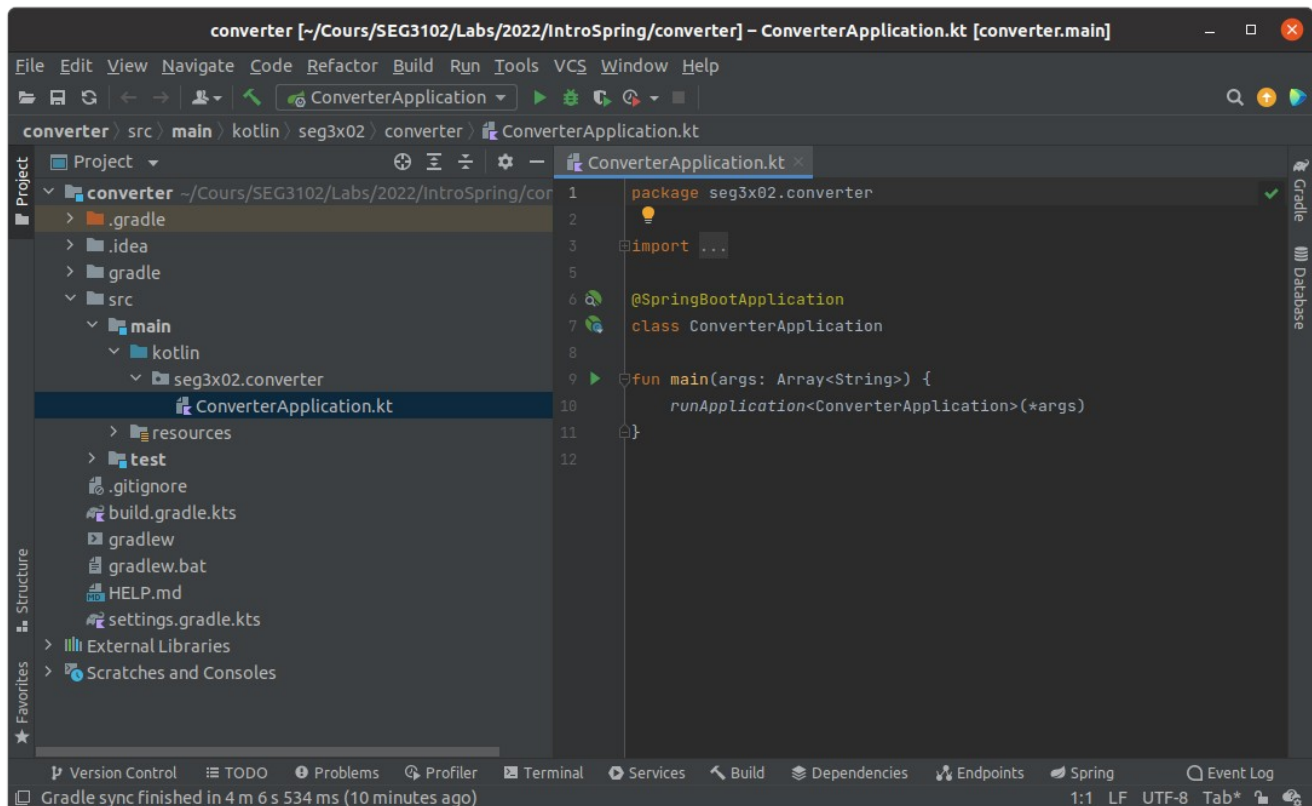 converter [~/Cours/SEG3102/Labs/2022/IntroSpring/converter] – ConverterApplication.kt [converter.main]
File Edit View Navigate Code Refactor Build Run Tools VCS Window Help
ConverterApplication
converter src main kotlin seg3x02 converter ConverterApplication.kt
Project
ConverterApplication.kt
Project
Structure
Favorites
converter ~/Cours/SEG3102/Labs/2022/IntroSpring/con
.gradle
.idea
gradle
src
main
kotlin
seg3x02.converter
ConverterApplication.kt
resources
test
.gitignore
build.gradle.kts
gradlew
gradlew.bat
HELP.md
settings.gradle.kts
External Libraries
Scratches and Consoles
1 package seg3x02.converter
2
3 import ...
5
6 @SpringBootApplication
7 class ConverterApplication
8
9 fun main(args: Array<String>) {
10 runApplication<ConverterApplication>(*args)
11 }
12
Gradle
Database
Version Control TODO Problems Profiler Terminal Services Build Dependencies Endpoints Spring Event Log
Gradle sync finished in 4 m 6 s 534 ms (10 minutes ago) 1:1 LF UTF-8 Tab*